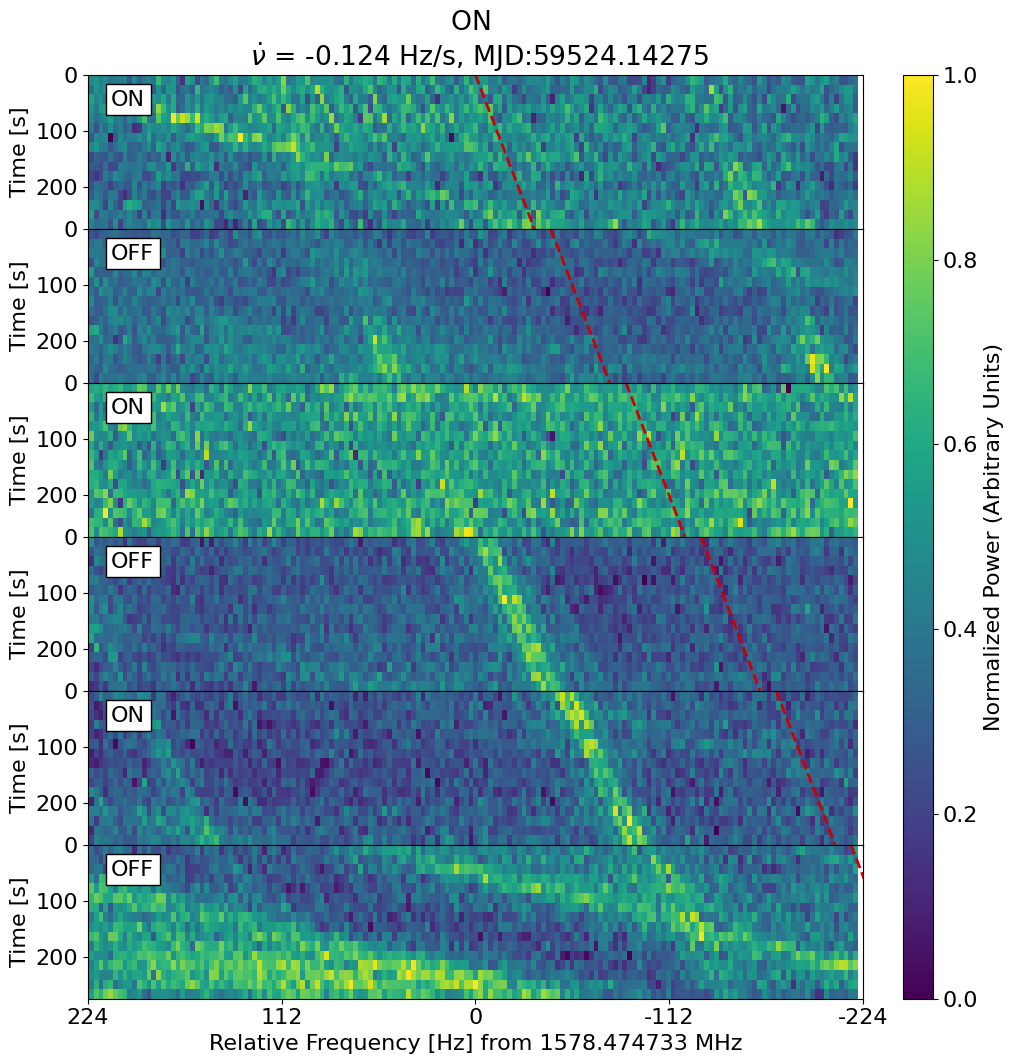 ON
ν̇ = -0.124 Hz/s, MJD:59524.14275
0
ON
100
200
Time [s]
0
OFF
100
200
Time [s]
0
ON
100
200
Time [s]
0
OFF
100
200
Time [s]
0
ON
100
200
Time [s]
0
OFF
100
200
Time [s]
224 112 0 -112 -224
Relative Frequency [Hz] from 1578.474733 MHz
1.0
0.8
0.6
0.4
0.2
0.0
Normalized Power (Arbitrary Units)